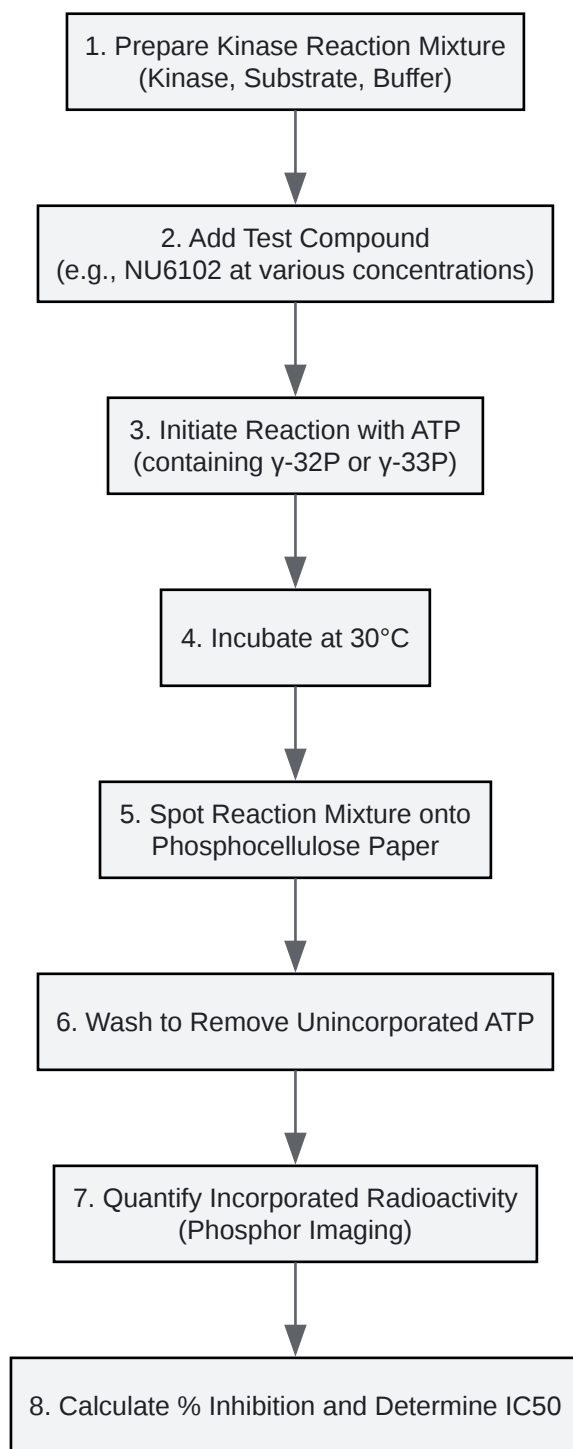 1. Prepare Kinase Reaction Mixture
(Kinase, Substrate, Buffer)
2. Add Test Compound
(e.g., NU6102 at various concentrations)
3. Initiate Reaction with ATP
(containing γ-32P or γ-33P)
4. Incubate at 30°C
5. Spot Reaction Mixture onto
Phosphocellulose Paper
6. Wash to Remove Unincorporated ATP
7. Quantify Incorporated Radioactivity
(Phosphor Imaging)
8. Calculate % Inhibition and Determine IC50